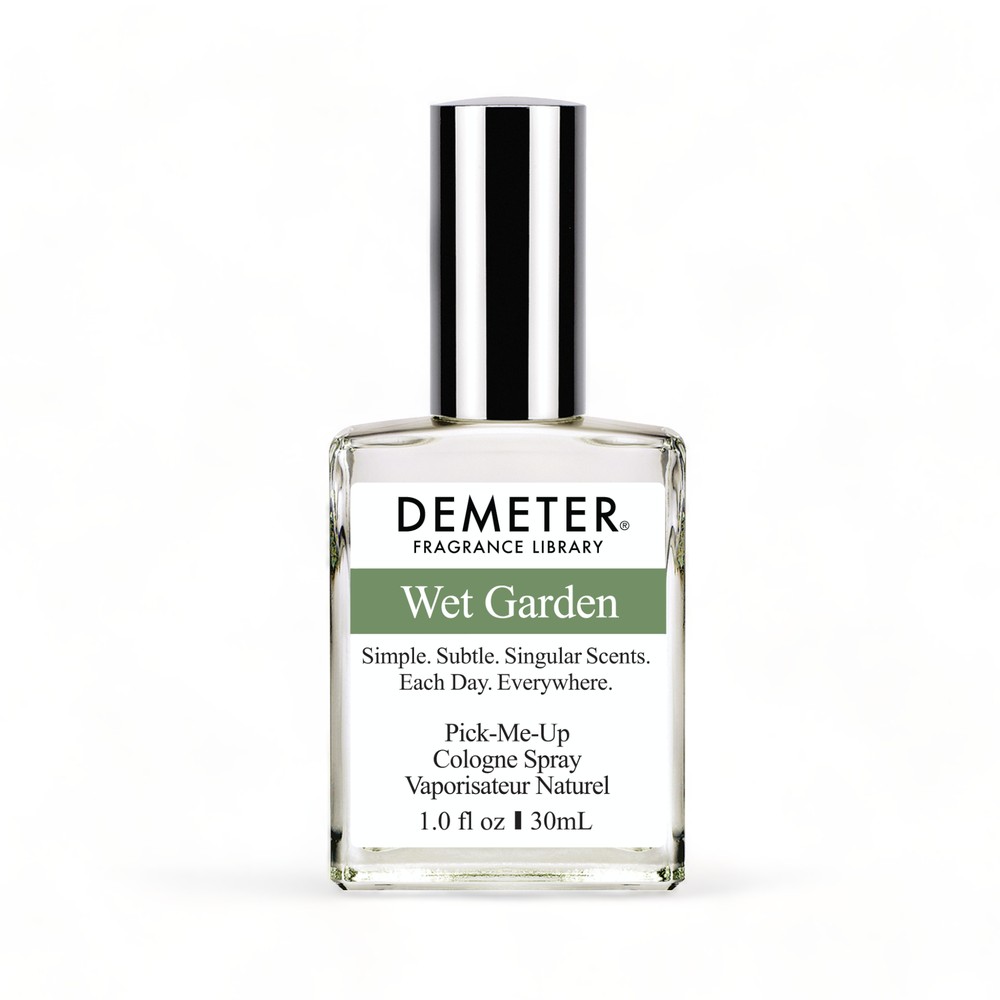 DEMETER®
FRAGRANCE LIBRARY
Wet Garden
Simple. Subtle. Singular Scents.
Each Day. Everywhere.
Pick-Me-Up
Cologne Spray
Vaporisateur Naturel
1.0 fl oz ▮ 30mL